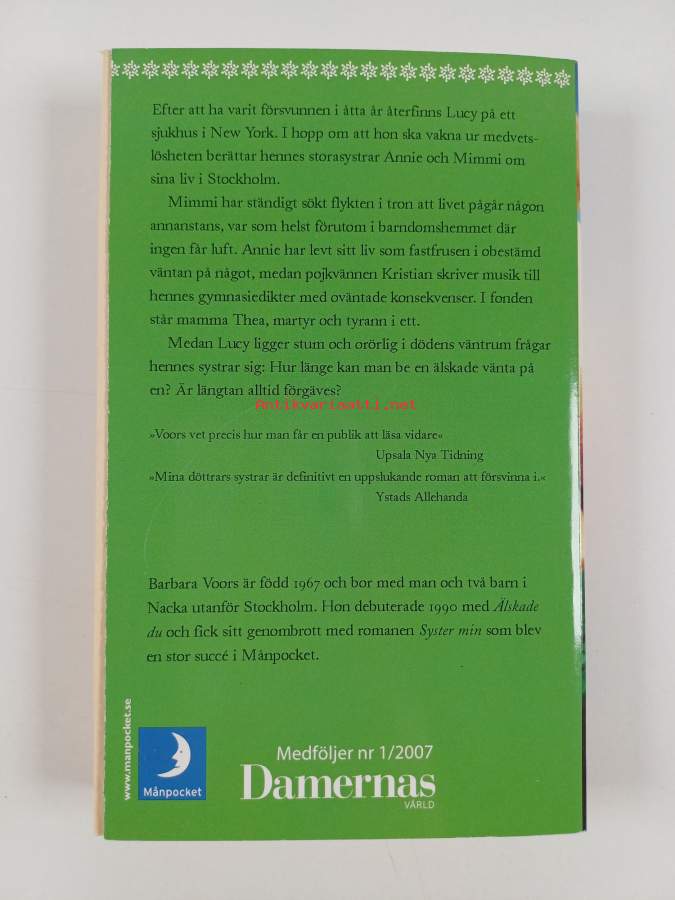 Efter att ha varit försvunnen i åtta år återfinns Lucy på ett
sjukhus i New York. I hopp om att hon ska vakna ur medvets-
lösheten berättar hennes storasystrar Annie och Mimmi om
sina liv i Stockholm.
Mimmi har ständigt sökt flykten i tron att livet pågår någon
annanstans, var som helst förutom i barndomshemmet där
ingen får luft. Annie har levt sitt liv som fastfrusen i obestämd
väntan på något, medan pojkvännen Kristian skriver musik till
hennes gymnasiedikter med oväntade konsekvenser. I fonden
står mamma Thea, martyr och tyrann i ett.
Medan Lucy ligger stum och orörlig i dödens väntrum frågar
hennes systrar sig: Hur länge kan man be en älskade vänta på
en? Är längtan alltid förgäves?
Antikvariaatti.net
»Voors vet precis hur man får en publik att läsa vidare«
Upsala Nya Tidning
»Mina döttrars systrar är definitivt en uppslukande roman att försvinna i.«
Ystads Allehanda
Barbara Voors är född 1967 och bor med man och två barn i
Nacka utanför Stockholm. Hon debuterade 1990 med Älskade
du och fick sitt genombrott med romanen Syster min som blev
en stor succé i Månpocket.
www.manpocket.se
Månpocket
Medföljer nr 1/2007
Damernas
VÄRLD